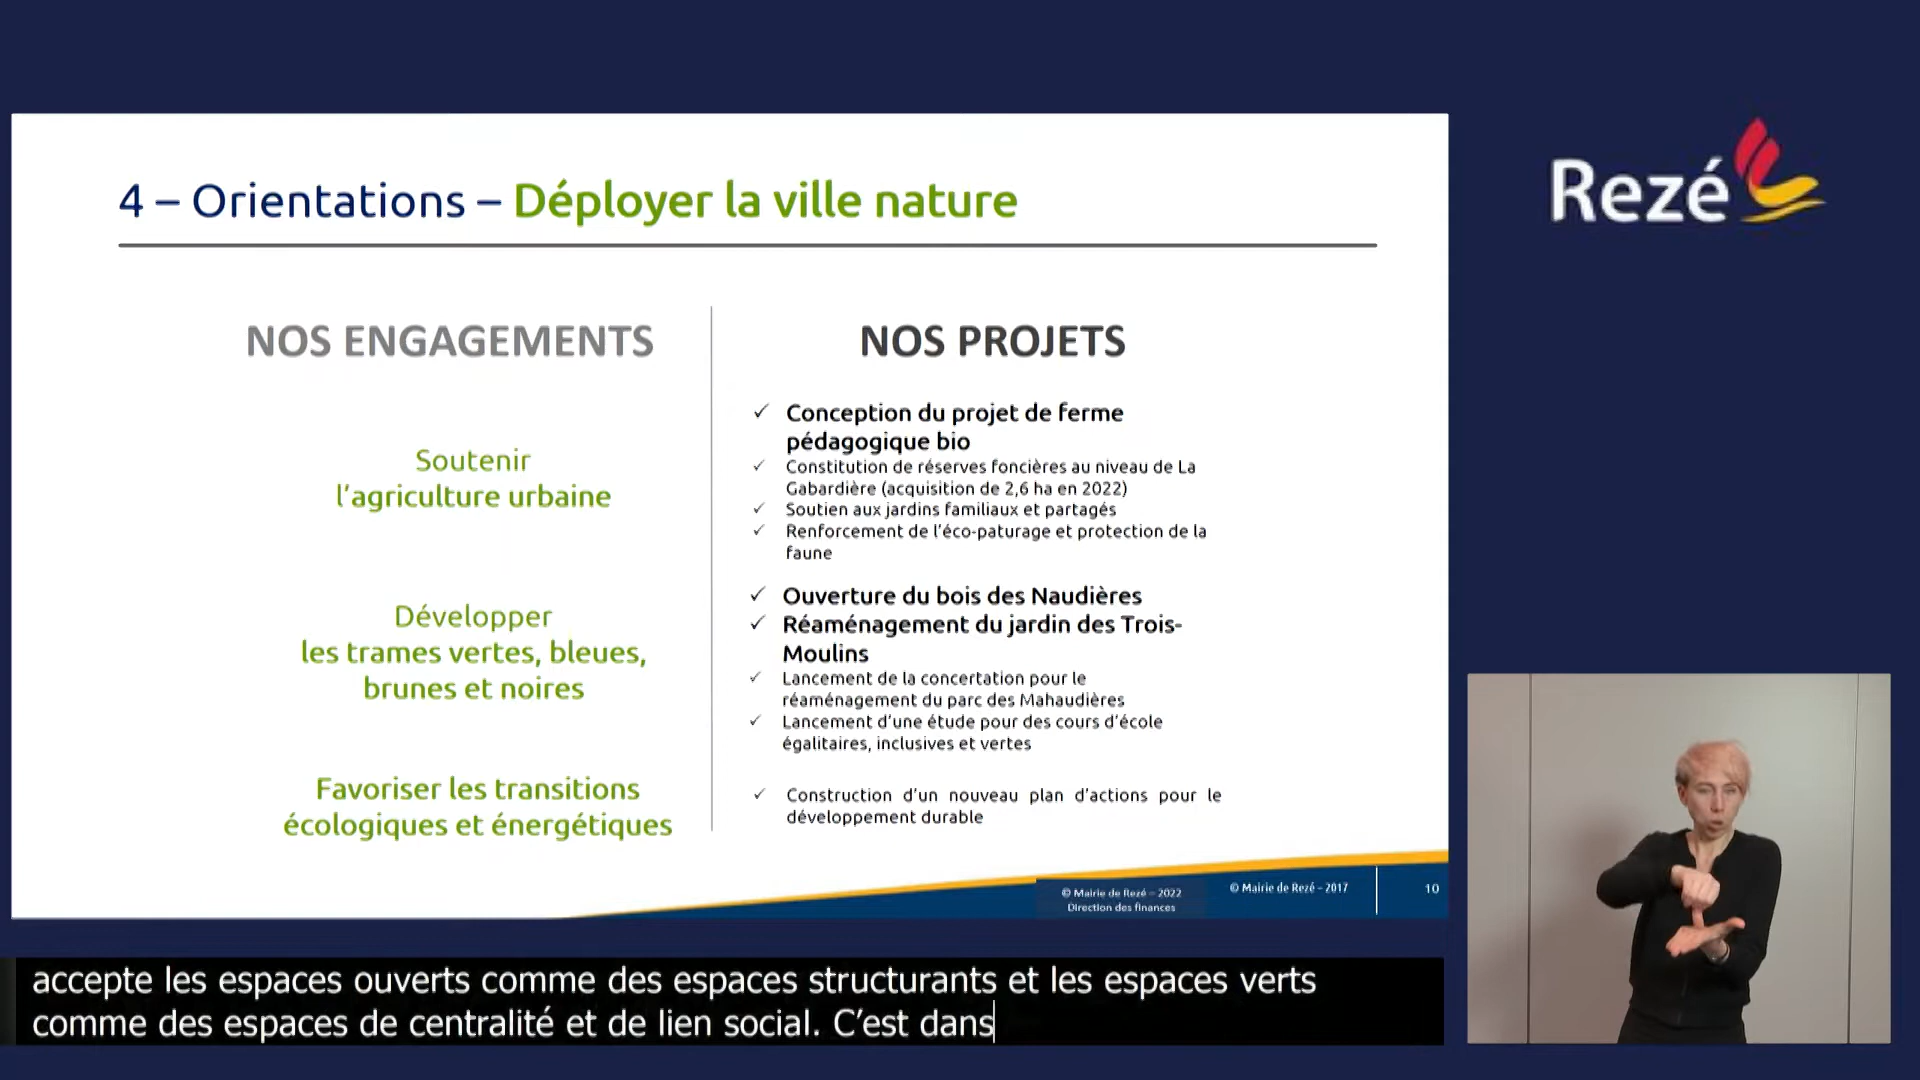 Rezé
4 – Orientations – Déployer la ville nature
NOS ENGAGEMENTS
Soutenir
l'agriculture urbaine
Développer
les trames vertes, bleues,
brunes et noires
Favoriser les transitions
écologiques et énergétiques
NOS PROJETS
✓ Conception du projet de ferme
pédagogique bio
✓ Constitution de réserves foncières au niveau de La
Gabardière (acquisition de 2,6 ha en 2022)
✓ Soutien aux jardins familiaux et partagés
✓ Renforcement de l'éco-paturage et protection de la
faune
✓ Ouverture du bois des Naudières
✓ Réaménagement du jardin des Trois-
Moulins
✓ Lancement de la concertation pour le
réaménagement du parc des Mahaudières
✓ Lancement d'une étude pour des cours d'école
égalitaires, inclusives et vertes
✓ Construction d'un nouveau plan d'actions pour le
développement durable
© Mairie de Rezé – 2022
Direction des finances
© Mairie de Rezé - 2017
10
accepte les espaces ouverts comme des espaces structurants et les espaces verts
comme des espaces de centralité et de lien social. C'est dans